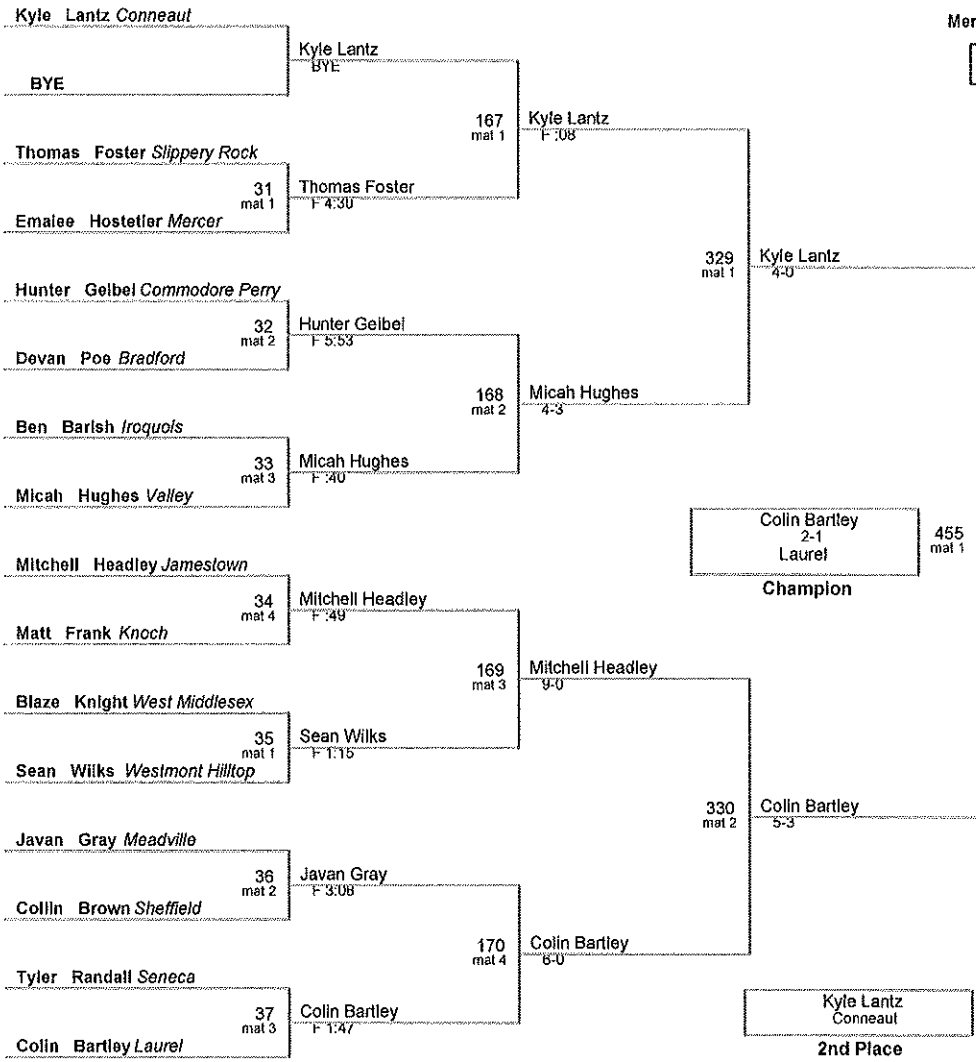 Kyle Lantz Conneaut
Mer
Kyle Lantz
BYE
BYE
167
mat 1
Kyle Lantz
F :08
Thomas Foster Slippery Rock
31
mat 1
Thomas Foster
F 4:30
Emalee Hostetler Mercer
329
mat 1
Kyle Lantz
4-0
Hunter Geibel Commodore Perry
32
mat 2
Hunter Geibel
F 5:53
Devan Poe Bradford
168
mat 2
Micah Hughes
4-3
Ben Barish Iroquois
33
mat 3
Micah Hughes
F :40
Micah Hughes Valley
Colin Bartley
2-1
Laurel
455
mat 1
Champion
Mitchell Headley Jamestown
34
mat 4
Mitchell Headley
F :49
Matt Frank Knoch
169
mat 3
Mitchell Headley
9-0
Blaze Knight West Middlesex
35
mat 1
Sean Wilks
F 1:15
Sean Wilks Westmont Hilltop
330
mat 2
Colin Bartley
5-3
Javan Gray Meadville
36
mat 2
Javan Gray
F 3:08
Collin Brown Sheffield
170
mat 4
Colin Bartley
6-0
Tyler Randall Seneca
37
mat 3
Colin Bartley
F 1:47
Colin Bartley Laurel
Kyle Lantz
Conneaut
2nd Place